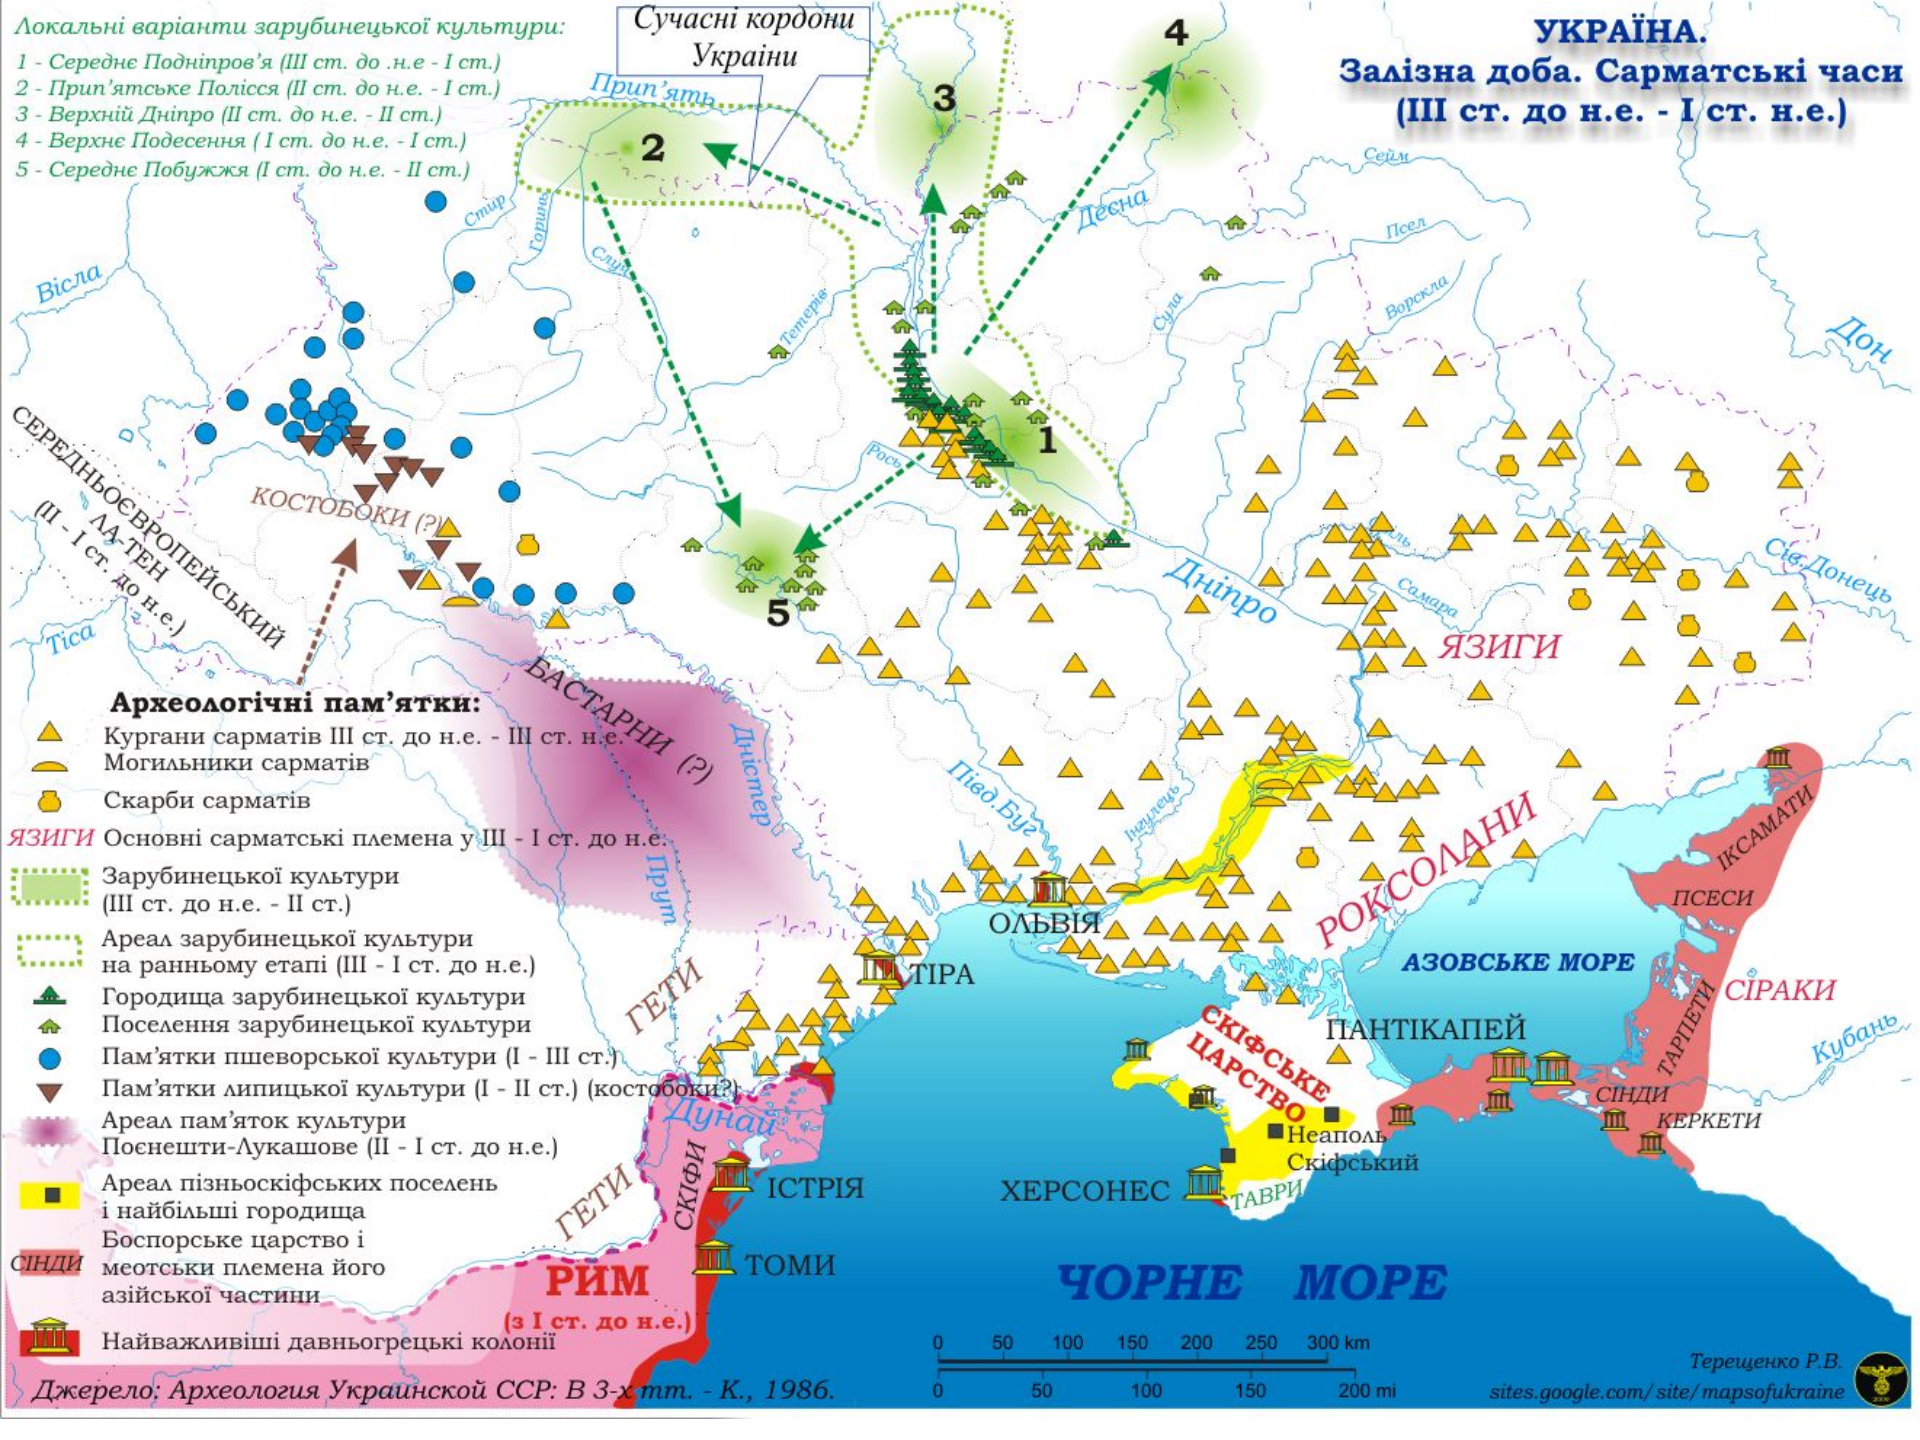 Локальні варіанти зарубинецької культури:
1 - Середнє Подніпров'я (III ст. до .н.е - I ст.)
2 - Прип'ятське Полісся (II ст. до н.е. - I ст.)
3 - Верхній Дніпро (II ст. до н.е. - II ст.)
4 - Верхнє Подесення ( I ст. до н.е. - I ст.)
5 - Середнє Побужжя (I ст. до н.е. - II ст.)
Сучасні кордони
України
УКРАЇНА.
Залізна доба. Сарматські часи
(III ст. до н.е. - I ст. н.е.)
4
3
2
1
5
Прип'ять
Стир
Горинь
Случ
Тетерів
Десна
Сейм
Псел
Сула
Ворскла
Дон
Вісла
Рось
Дніпро
Самара
Сів.Донець
Тіса
СЕРЕДНЬОЄВРОПЕЙСЬКИЙ
ЛА-ТЕН
(II - I ст. до н.е.)
КОСТОБОКИ (?)
ЯЗИГИ
БАСТАРНИ (?)
Дністер
Прут
Півд.Буг
Інгулець
РОКСОЛАНИ
ІКСАМАТИ
ПСЕСИ
ТАРПЕТИ
СІРАКИ
АЗОВСЬКЕ МОРЕ
Кубань
ОЛЬВІЯ
ТІРА
ГЕТИ
СКІФСЬКЕ
ЦАРСТВО
ПАНТІКАПЕЙ
СІНДИ
КЕРКЕТИ
Неаполь
Скіфський
ХЕРСОНЕС
ТАВРИ
Дунай
СКІФИ
ГЕТИ
ІСТРІЯ
ТОМИ
РИМ
(з I ст. до н.е.)
ЧОРНЕ МОРЕ
Археологічні пам'ятки:
Кургани сарматів III ст. до н.е. - III ст. н.е.
Могильники сарматів
Скарби сарматів
ЯЗИГИ Основні сарматські племена у III - I ст. до н.е.
Зарубинецької культури
(III ст. до н.е. - II ст.)
Ареал зарубинецької культури
на ранньому етапі (III - I ст. до н.е.)
Городища зарубинецької культури
Поселення зарубинецької культури
Пам'ятки пшеворської культури (I - III ст.)
Пам'ятки липицької культури (I - II ст.) (костобоки?)
Ареал пам'яток культури
Поєнешти-Лукашове (II - I ст. до н.е.)
Ареал пізньоскіфських поселень
і найбільші городища
Боспорське царство і
СІНДИ меотськи племена його
азійської частини
Найважливіші давньогрецькі колонії
Джерело: Археология Украинской ССР: В 3-х тт. - К., 1986.
0 50 100 150 200 250 300 km
0 50 100 150 200 mi
Терещенко Р.В.
sites.google.com/site/mapsofukraine